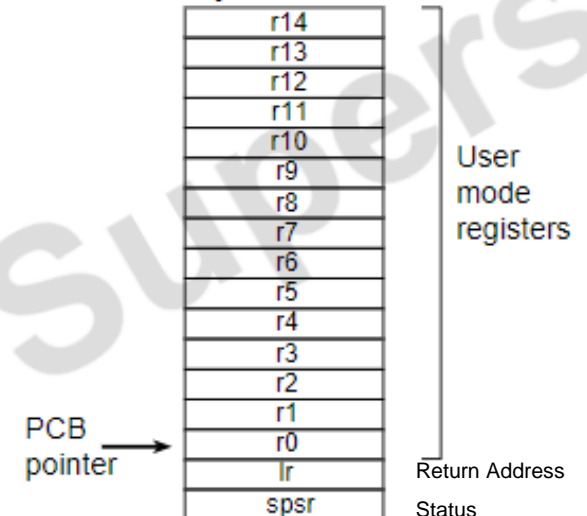 r14
r13
r12
r11
r10
r9
r8
r7
r6
r5
r4
r3
r2
r1
r0
lr
spsr
User
mode
registers
PCB
pointer
Return Address
Status
Supers